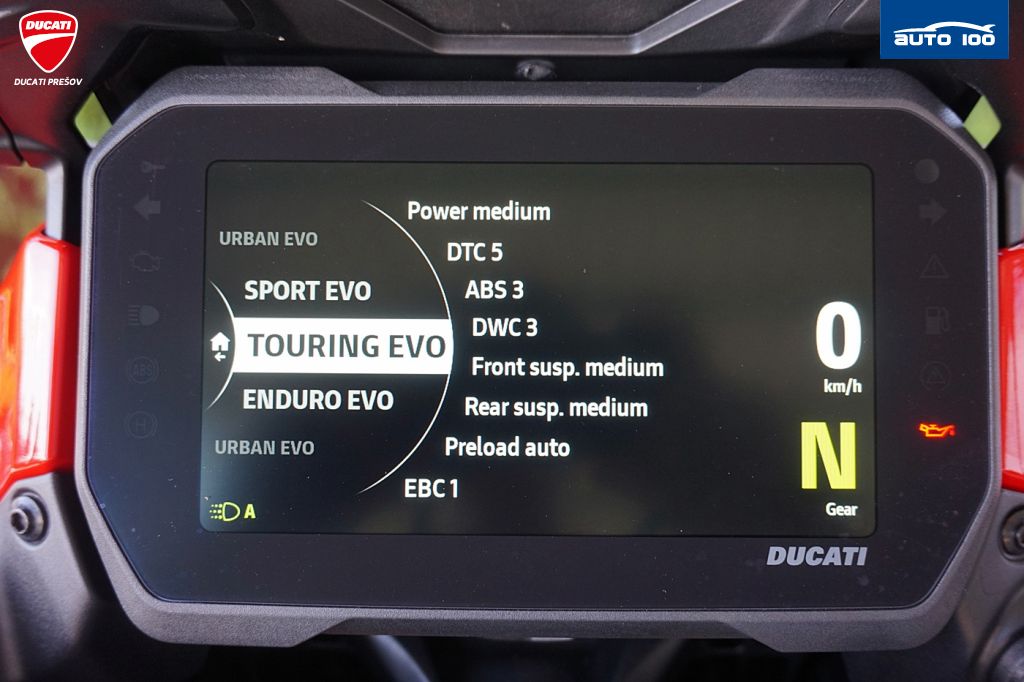 DUCATI
DUCATI PREŠOV
AUTO 100
URBAN EVO
SPORT EVO
TOURING EVO
ENDURO EVO
URBAN EVO
Power medium
DTC 5
ABS 3
DWC 3
Front susp. medium
Rear susp. medium
Preload auto
EBC 1
0
km/h
N
Gear
A
ABS
H
DUCATI